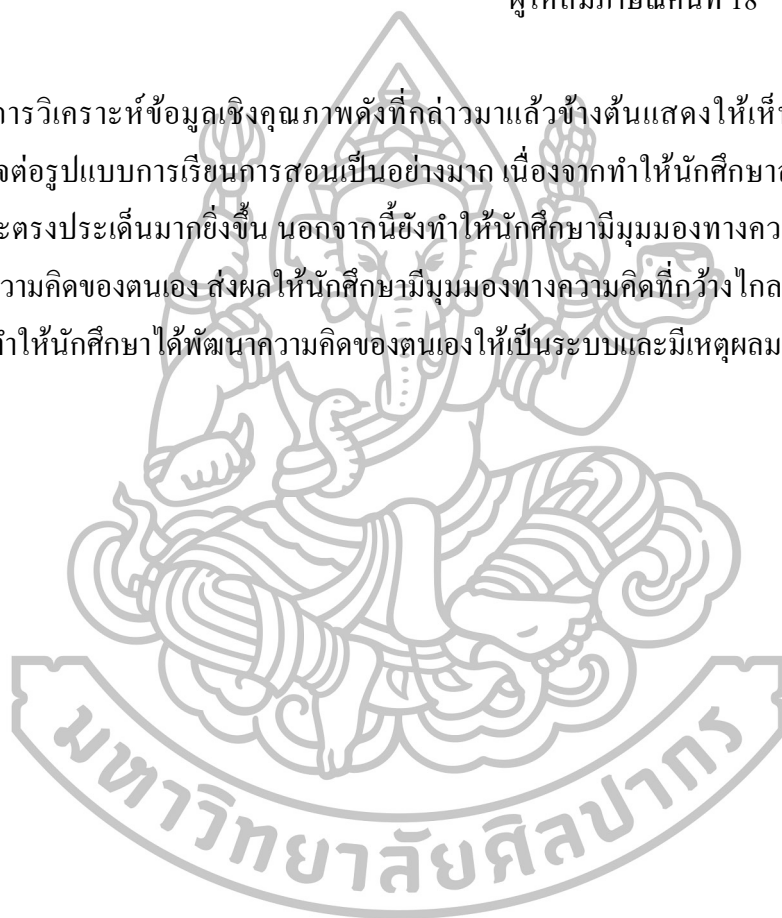 ผู้ให้สัมภาษณ์คนที่ 18
การวิเคราะห์ข้อมูลเชิงคุณภาพดังที่กล่าวมาแล้วข้างต้นแสดงให้เห็น
ต่อรูปแบบการเรียนการสอนเป็นอย่างมาก เนื่องจากทำให้นักศึกษา
ตรงประเด็นมากยิ่งขึ้น นอกจากนี้ยังทำให้นักศึกษามีมุมมองทาง
ความคิดของตนเอง ส่งผลให้นักศึกษามีมุมมองทางความคิดที่กว้างไกล
ทำให้นักศึกษาได้พัฒนาความคิดของตนเองให้เป็นระบบและมีเหตุผล
มหาวิทยาลัยศิลปากร